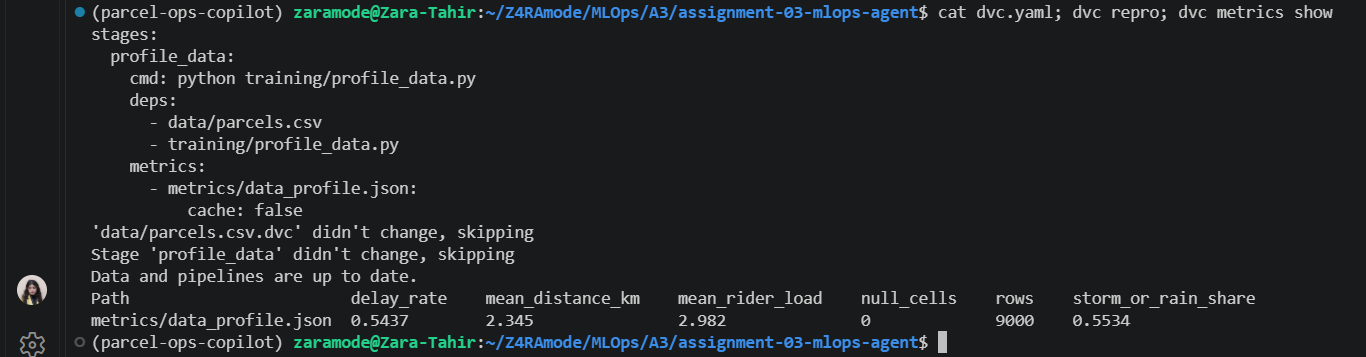 (parcel-ops-copilot) zaramode@Zara-Tahir:~/Z4RAmode/MLOps/A3/assignment-03-mlops-agent$ cat dvc.yaml; dvc repro; dvc metrics show
stages:
  profile_data:
    cmd: python training/profile_data.py
    deps:
      - data/parcels.csv
      - training/profile_data.py
    metrics:
      - metrics/data_profile.json:
          cache: false
'data/parcels.csv.dvc' didn't change, skipping
Stage 'profile_data' didn't change, skipping
Data and pipelines are up to date.
Path                       delay_rate    mean_distance_km    mean_rider_load    null_cells    rows    storm_or_rain_share
metrics/data_profile.json  0.5437        2.345               2.982              0             9000    0.5534
(parcel-ops-copilot) zaramode@Zara-Tahir:~/Z4RAmode/MLOps/A3/assignment-03-mlops-agent$